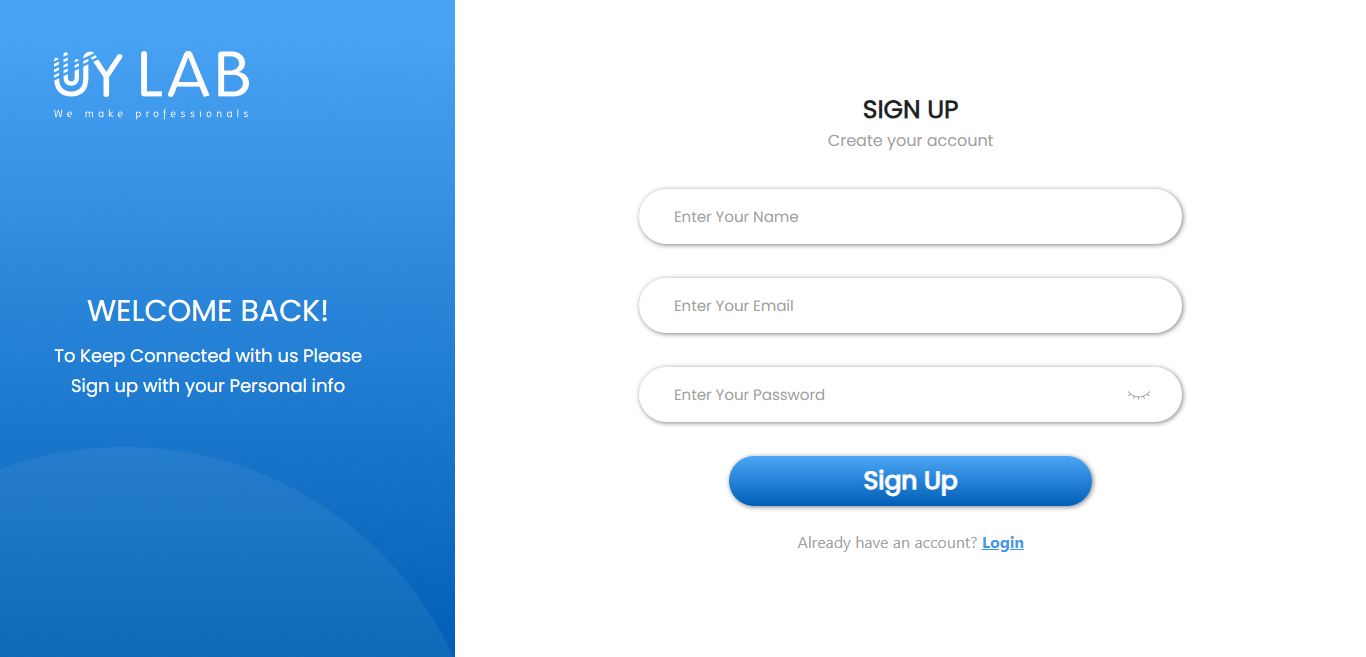 UY LAB
We make professionals
WELCOME BACK!
To Keep Connected with us Please
Sign up with your Personal info
SIGN UP
Create your account
Enter Your Name
Enter Your Email
Enter Your Password
Sign Up
Already have an account? Login